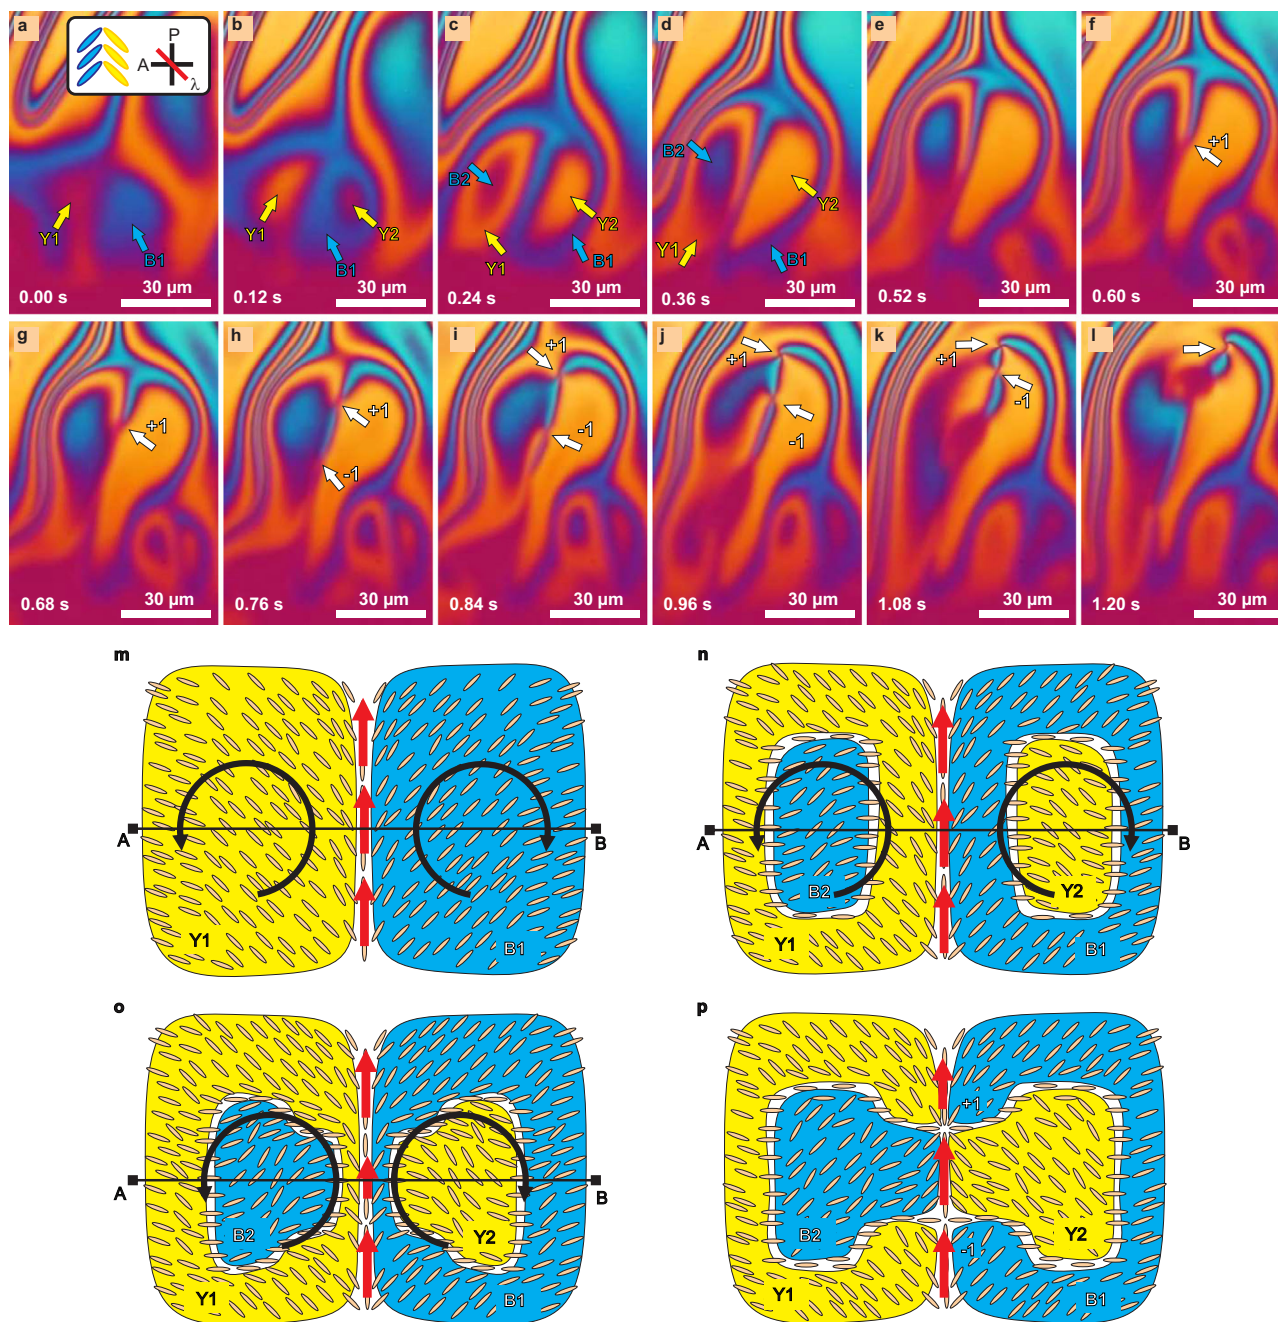 a
P
A
λ
Y1
B1
0.00 s
30 µm
b
Y1
Y2
B1
0.12 s
30 µm
c
B2
Y2
Y1
B1
0.24 s
30 µm
d
B2
Y2
Y1
B1
0.36 s
30 µm
e
0.52 s
30 µm
f
+1
0.60 s
30 µm
g
+1
0.68 s
30 µm
h
+1
-1
0.76 s
30 µm
i
+1
-1
0.84 s
30 µm
j
+1
-1
0.96 s
30 µm
k
+1
-1
1.08 s
30 µm
l
1.20 s
30 µm
m
A
B
Y1
B1
n
A
B
B2
Y2
Y1
B1
o
A
B
B2
Y2
Y1
B1
p
+1
B2
-1
Y2
Y1
B1